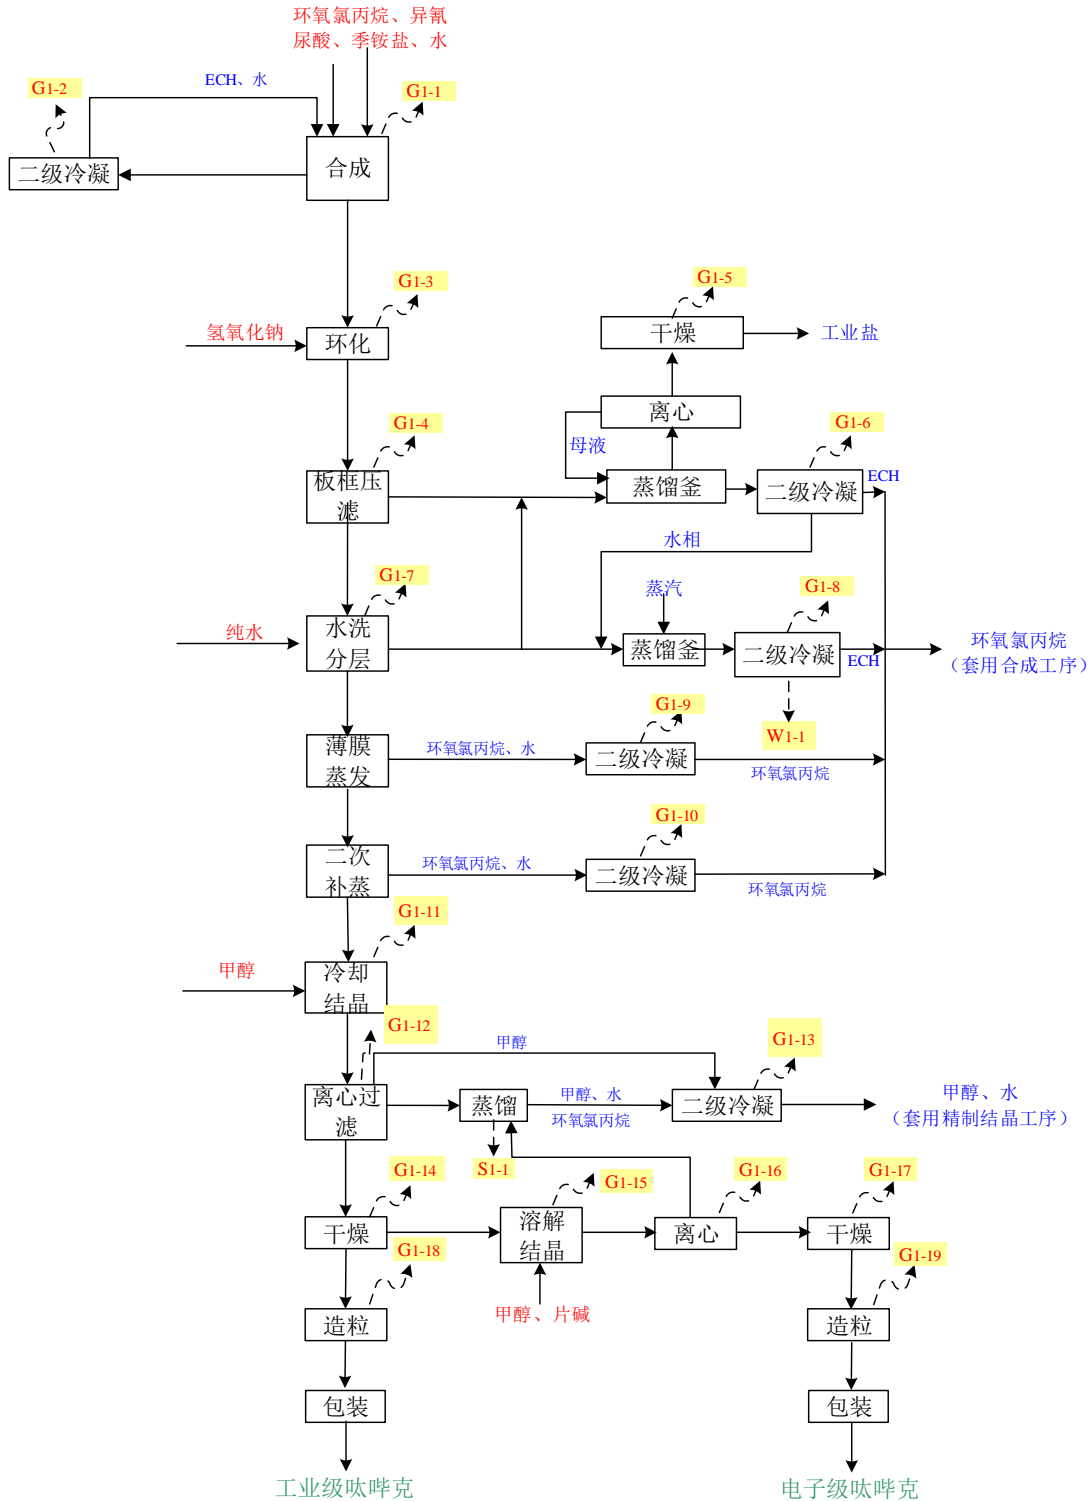 环氧氯丙烷、异氰
尿酸、季铵盐、水
ECH、水
G1-2
G1-1
二级冷凝
合成
G1-3
氢氧化钠
环化
G1-5
干燥
工业盐
离心
母液
G1-4
G1-6
板框压
滤
蒸馏釜
二级冷凝
ECH
水相
G1-7
蒸汽
G1-8
纯水
水洗
分层
蒸馏釜
二级冷凝
ECH
环氧氯丙烷
（套用合成工序）
W1-1
G1-9
薄膜
蒸发
环氧氯丙烷、水
二级冷凝
环氧氯丙烷
G1-10
二次
补蒸
环氧氯丙烷、水
二级冷凝
环氧氯丙烷
G1-11
甲醇
冷却
结晶
G1-12
甲醇
G1-13
离心过
滤
蒸馏
甲醇、水
环氧氯丙烷
二级冷凝
甲醇、水
（套用精制结晶工序）
S1-1
G1-14
G1-15
G1-16
G1-17
干燥
溶解
结晶
离心
干燥
G1-18
G1-19
甲醇、片碱
造粒
造粒
包装
包装
工业级呔哔克
电子级呔哔克